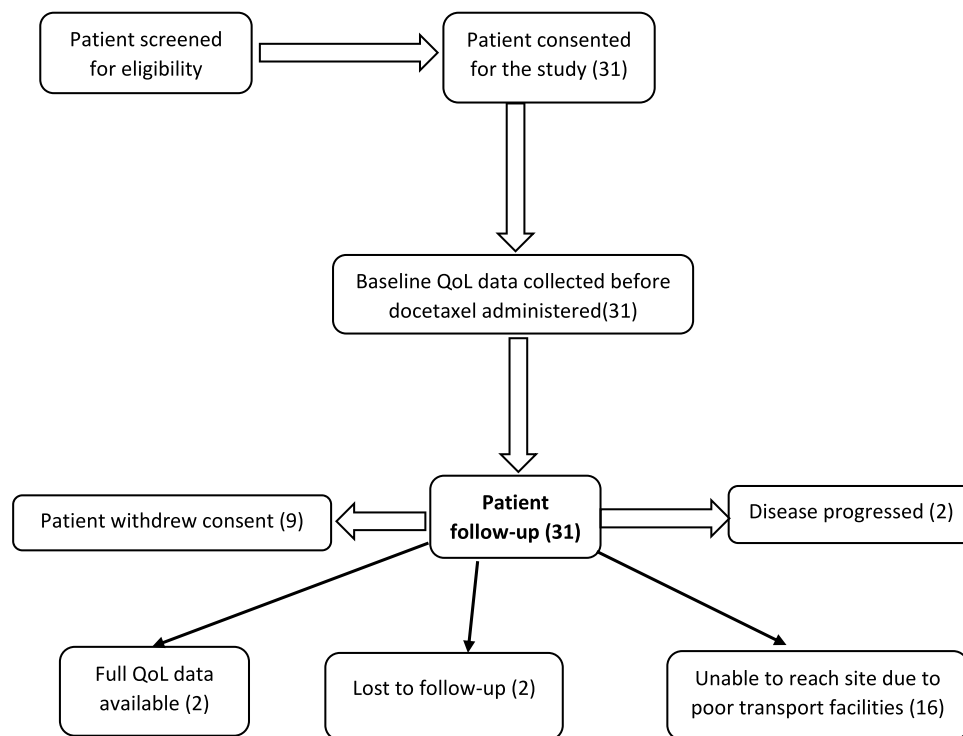 Patient screened
for eligibility
Patient consented
for the study (31)
Baseline QoL data collected before
docetaxel administered(31)
Patient
follow-up (31)
Patient withdrew consent (9)
Disease progressed (2)
Full QoL data
available (2)
Lost to follow-up (2)
Unable to reach site due to
poor transport facilities (16)